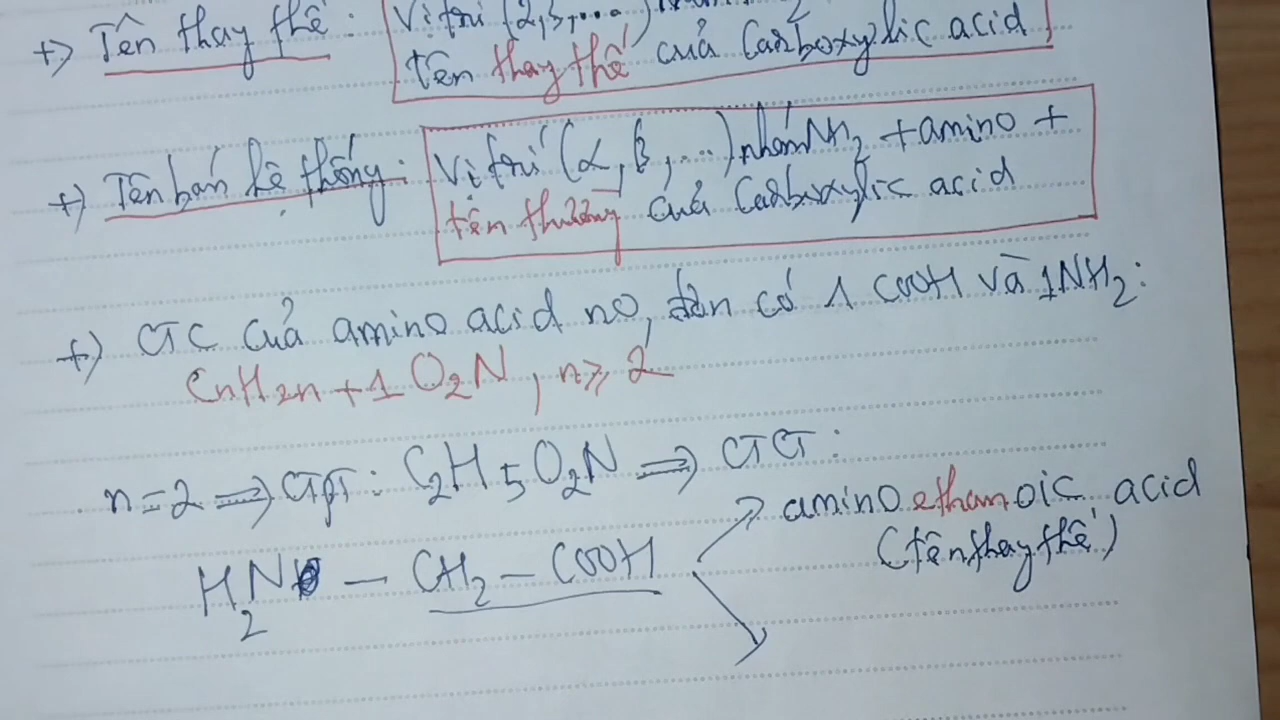 +) Tên thay thế : Vị trí (2,3,...)
tên thay thế của Carboxylic acid
+) Tên bán hệ thống: Vị trí (α, β, ...) nhóm NH2 + amino +
tên thường của Carboxylic acid
+) CTC của amino acid no, đơn có 1 COOH và 1NH2:
CnH2n+1O2N, n≥2
n=2 => CTPT: C2H5O2N => CTCT:
aminoethanoic acid
(tên thay thế)
H2N - CH2 - COOH